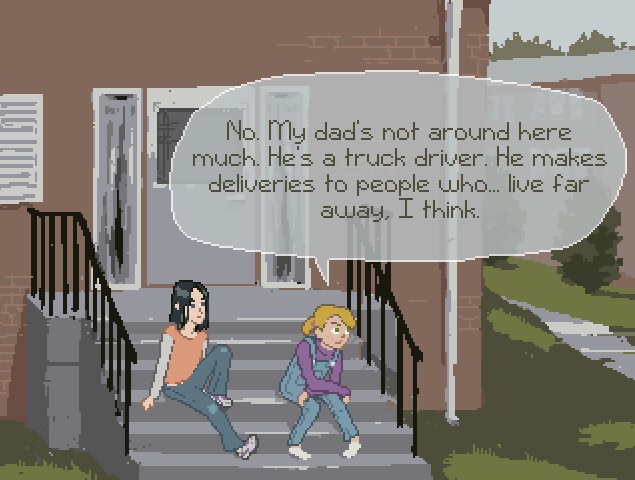 No. My dad's not around here
much. He's a truck driver. He makes
deliveries to people who... live far
away, I think.